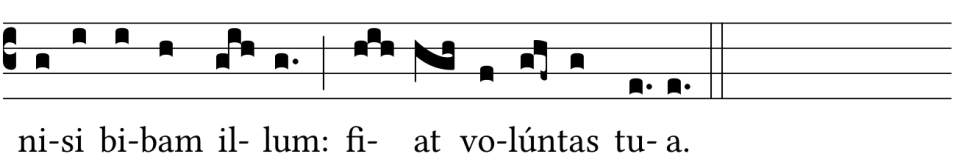 ni-si bi-bam il- lum: fi- at vo-lúntas tu- a.